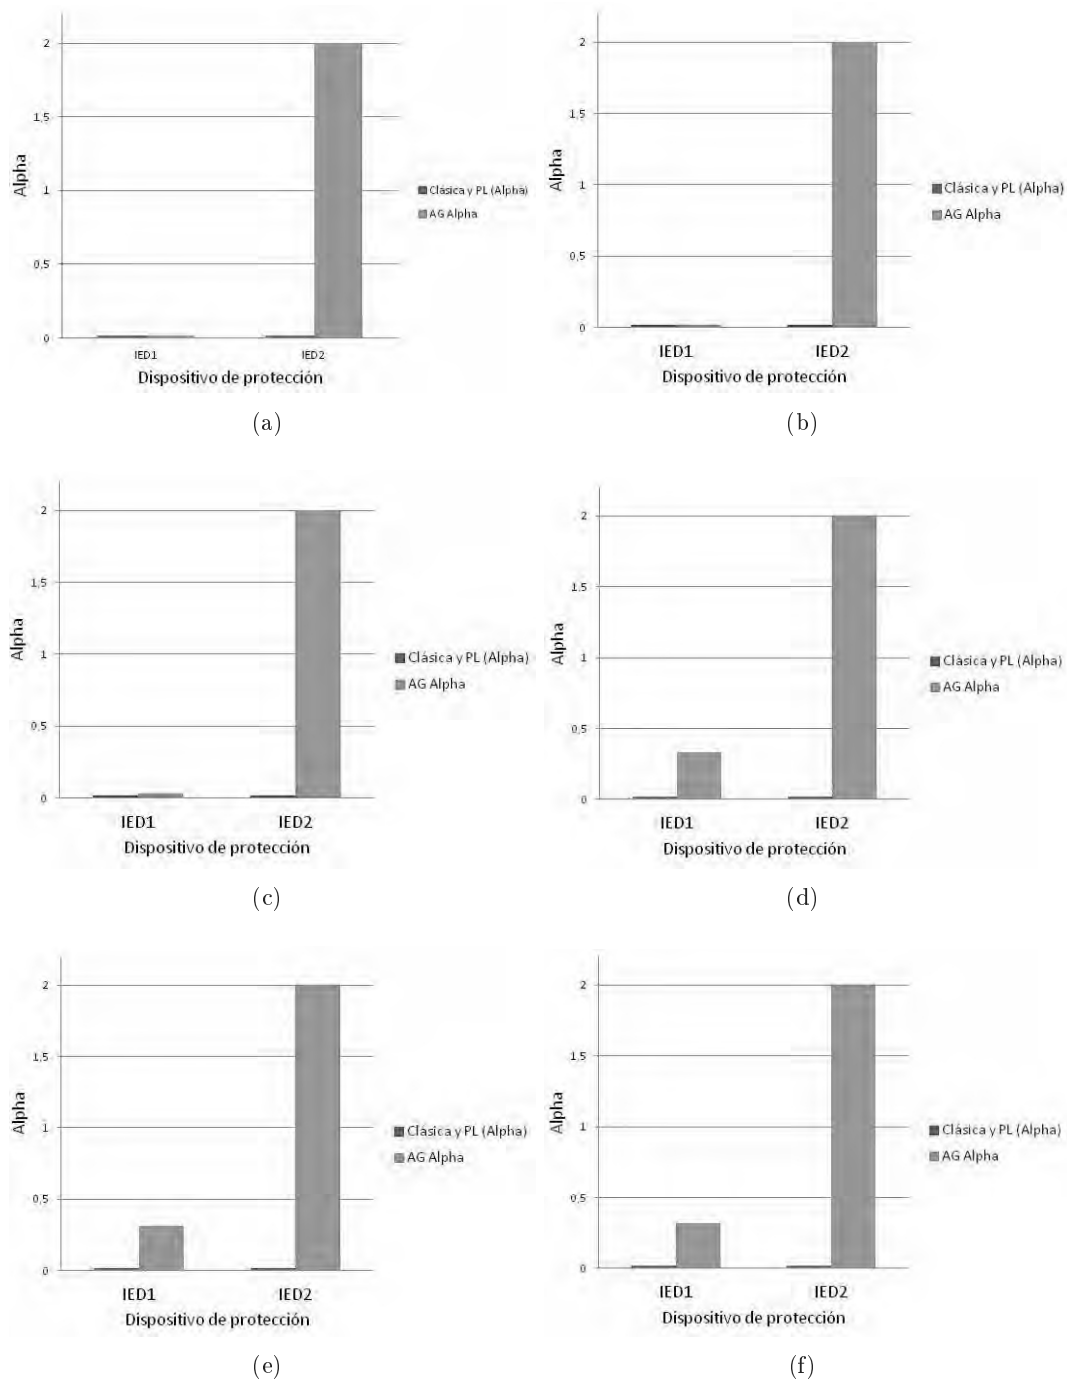 2
1,5
1
0,5
0
Alpha
IED1
IED2
Dispositivo de protección
Clásica y PL (Alpha)
AG Alpha
(a)
2
1,5
1
0,5
0
Alpha
IED1
IED2
Dispositivo de protección
Clásica y PL (Alpha)
AG Alpha
(b)
2
1,5
1
0,5
0
Alpha
IED1
IED2
Dispositivo de protección
Clásica y PL (Alpha)
AG Alpha
(c)
2
1,5
1
0,5
0
Alpha
IED1
IED2
Dispositivo de protección
Clásica y PL (Alpha)
AG Alpha
(d)
2
1,5
1
0,5
0
Alpha
IED1
IED2
Dispositivo de protección
Clásica y PL (Alpha)
AG Alpha
(e)
2
1,5
1
0,5
0
Alpha
IED1
IED2
Dispositivo de protección
Clásica y PL (Alpha)
AG Alpha
(f)